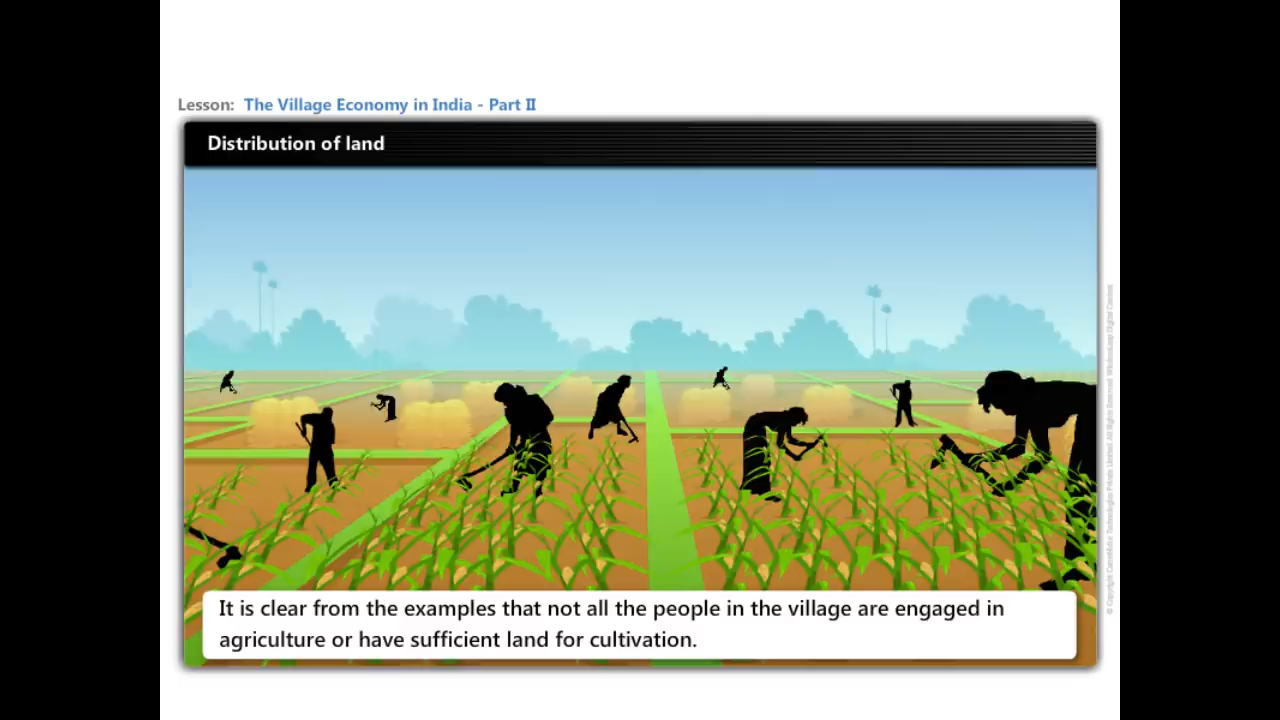 Lesson: The Village Economy in India - Part II
Distribution of land
It is clear from the examples that not all the people in the village are engaged in
agriculture or have sufficient land for cultivation.